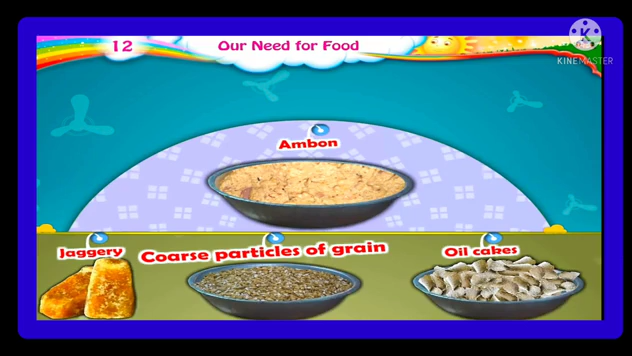 12
Our Need for Food
K
KINEMASTER
Ambon
Jaggery
Coarse particles of grain
Oil cakes